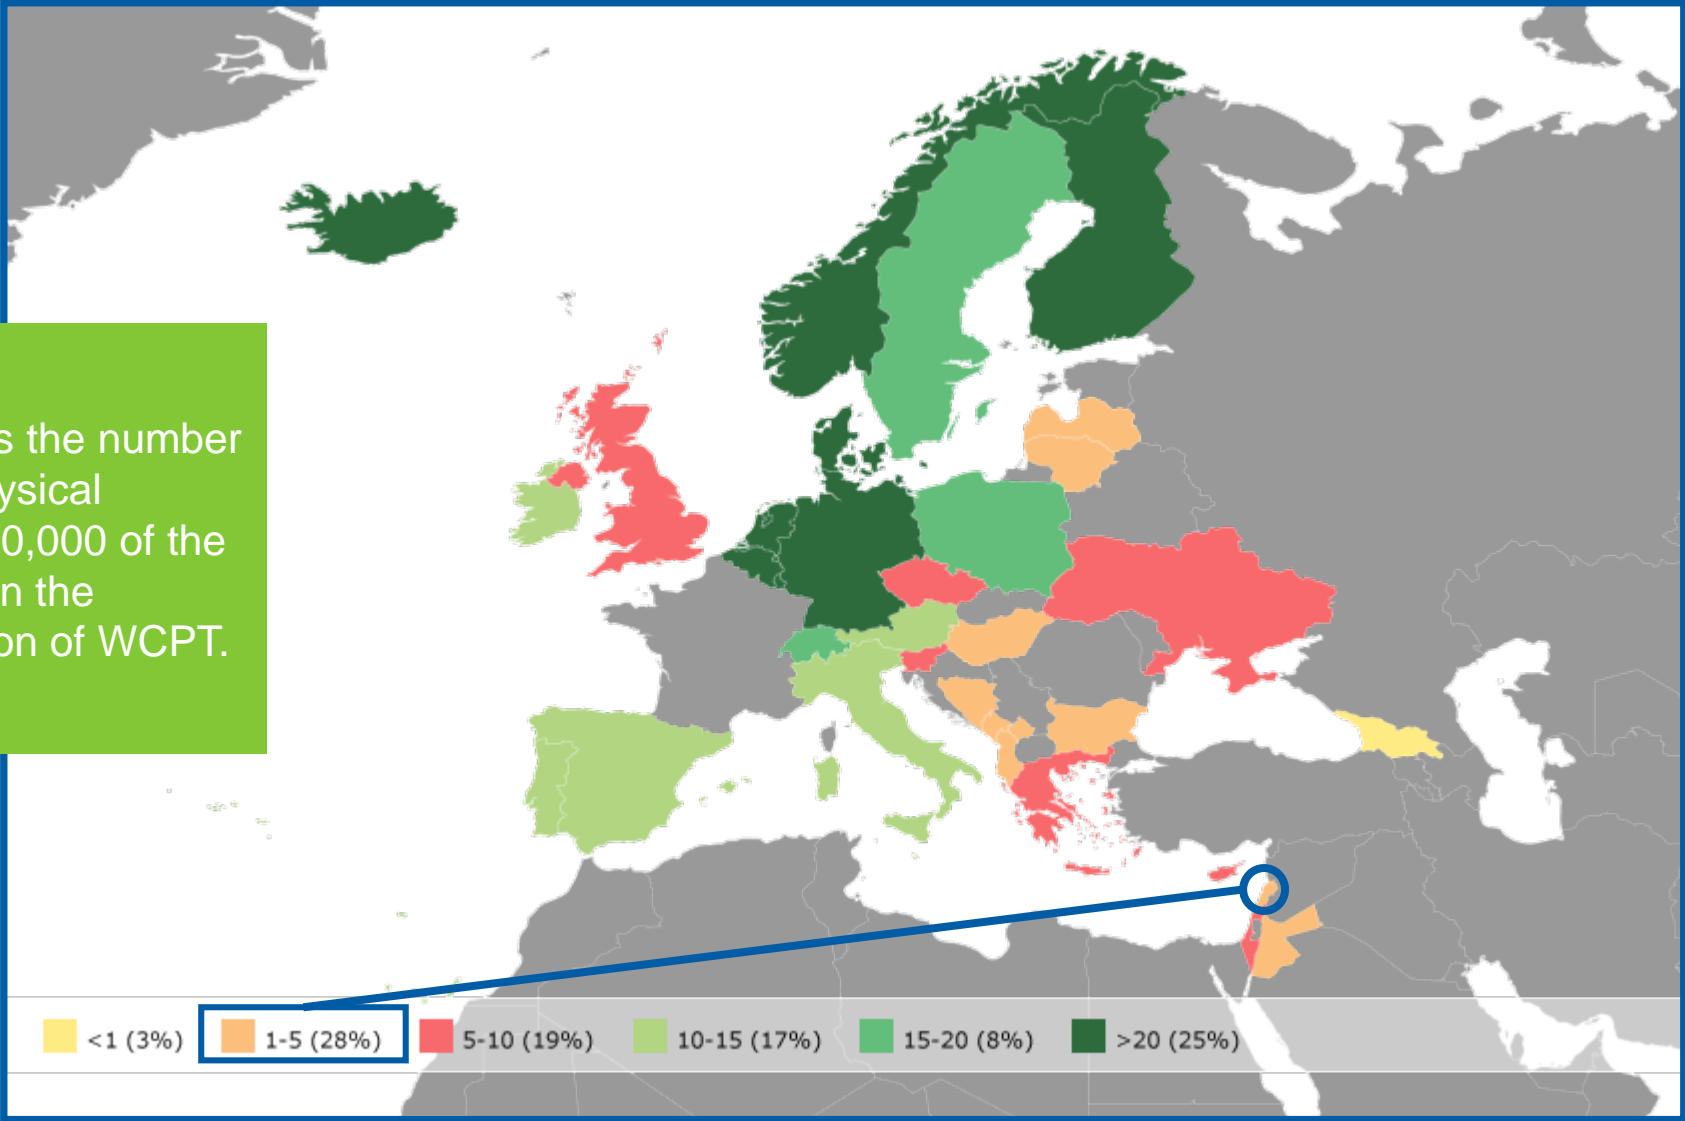 s the number
ysical
0,000 of the
n the
on of WCPT.
<1 (3%) 1-5 (28%) 5-10 (19%) 10-15 (17%) 15-20 (8%) >20 (25%)